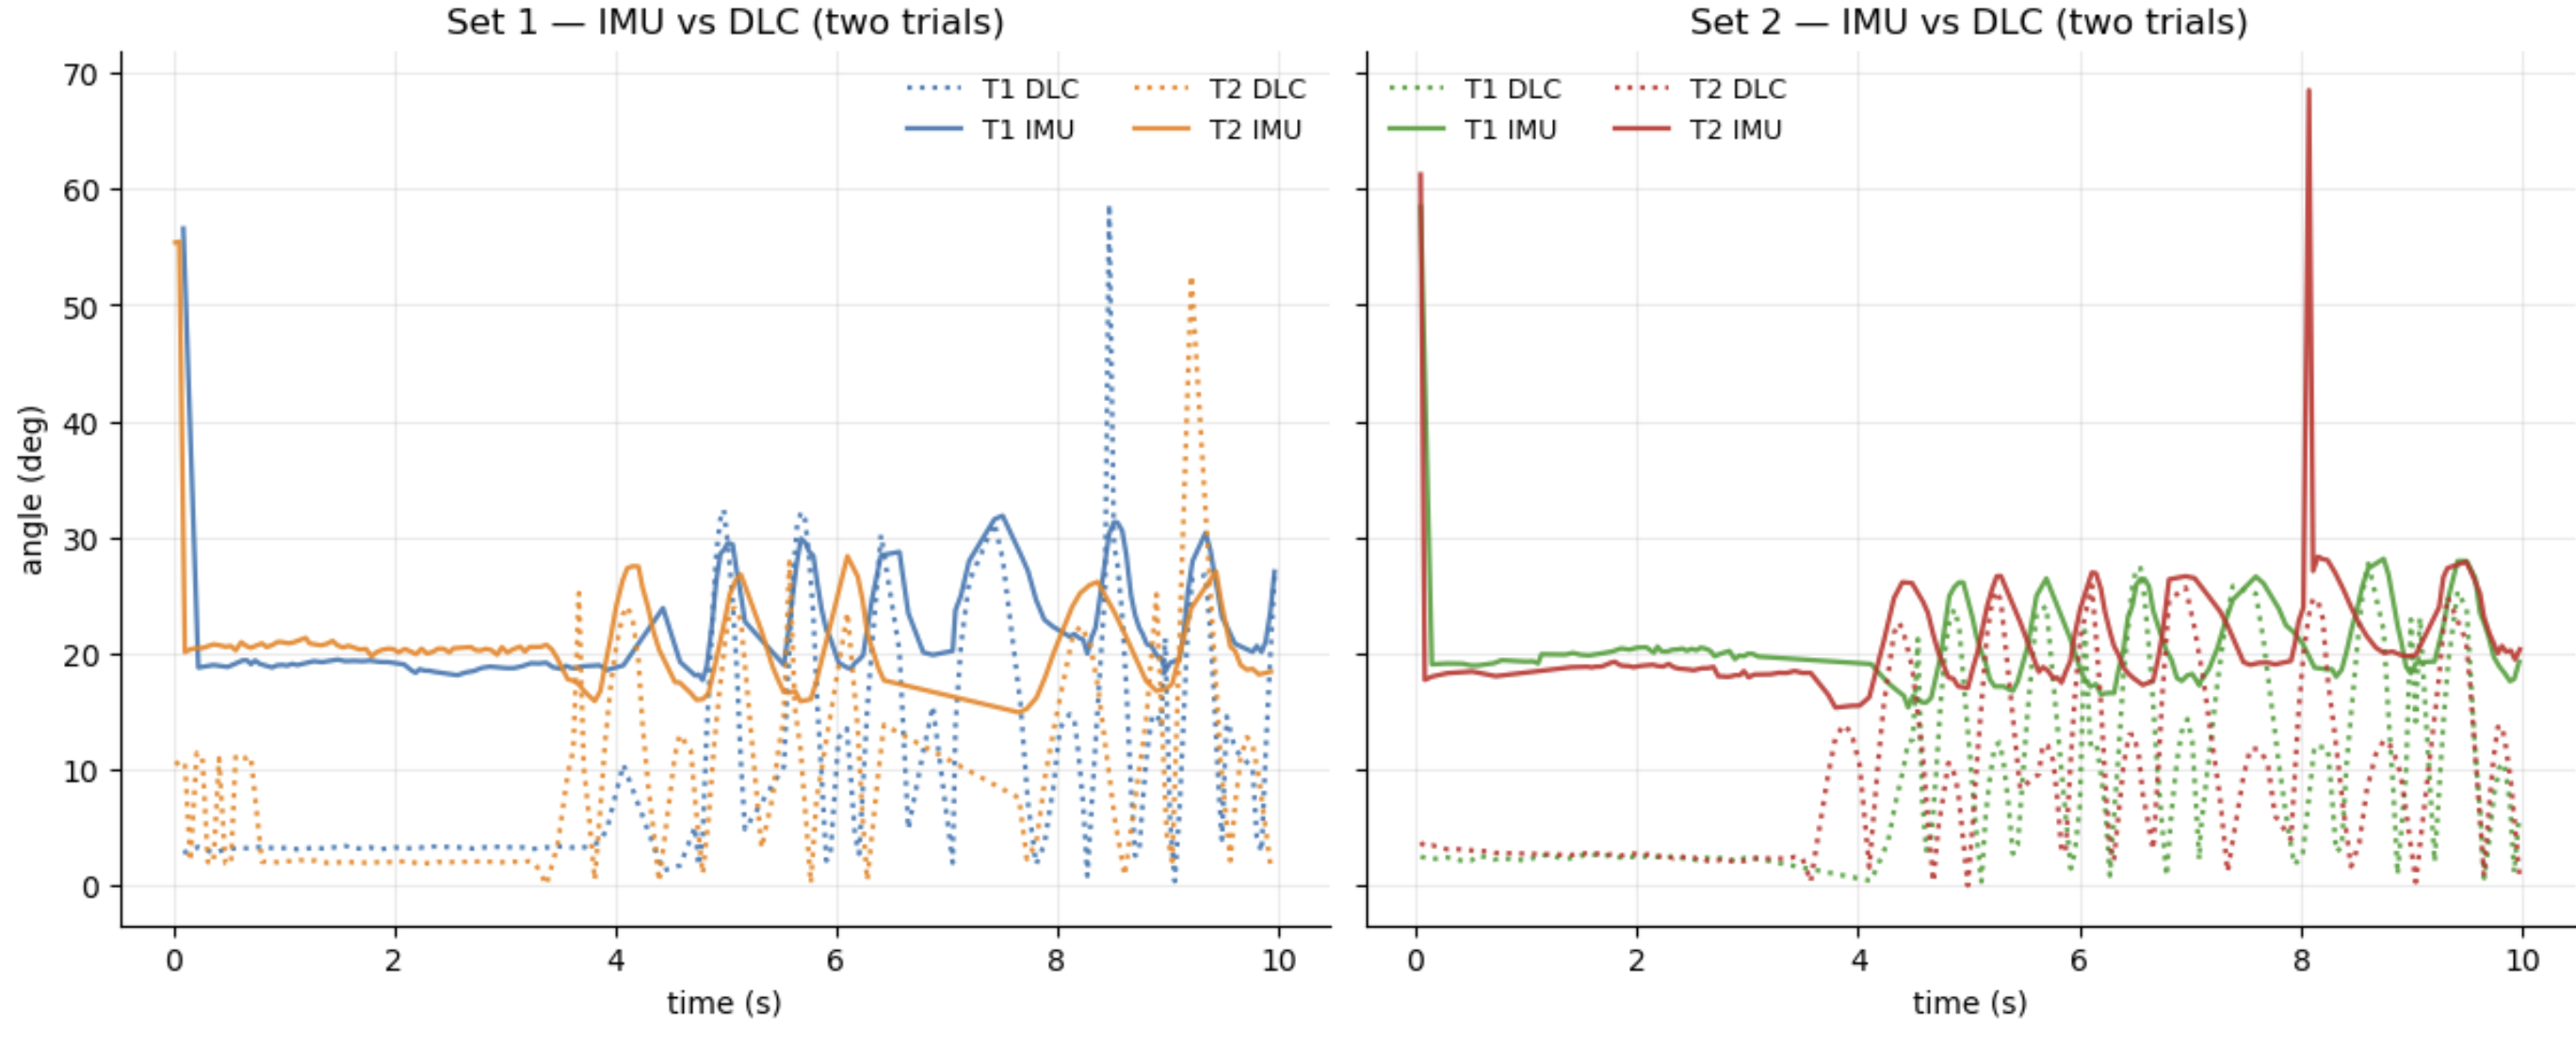 Set 1 — IMU vs DLC (two trials)
Set 2 — IMU vs DLC (two trials)
T1 DLC
T2 DLC
T1 IMU
T2 IMU
T1 DLC
T2 DLC
T1 IMU
T2 IMU
angle (deg)
70
60
50
40
30
20
10
0
0 2 4 6 8 10
0 2 4 6 8 10
time (s)
time (s)